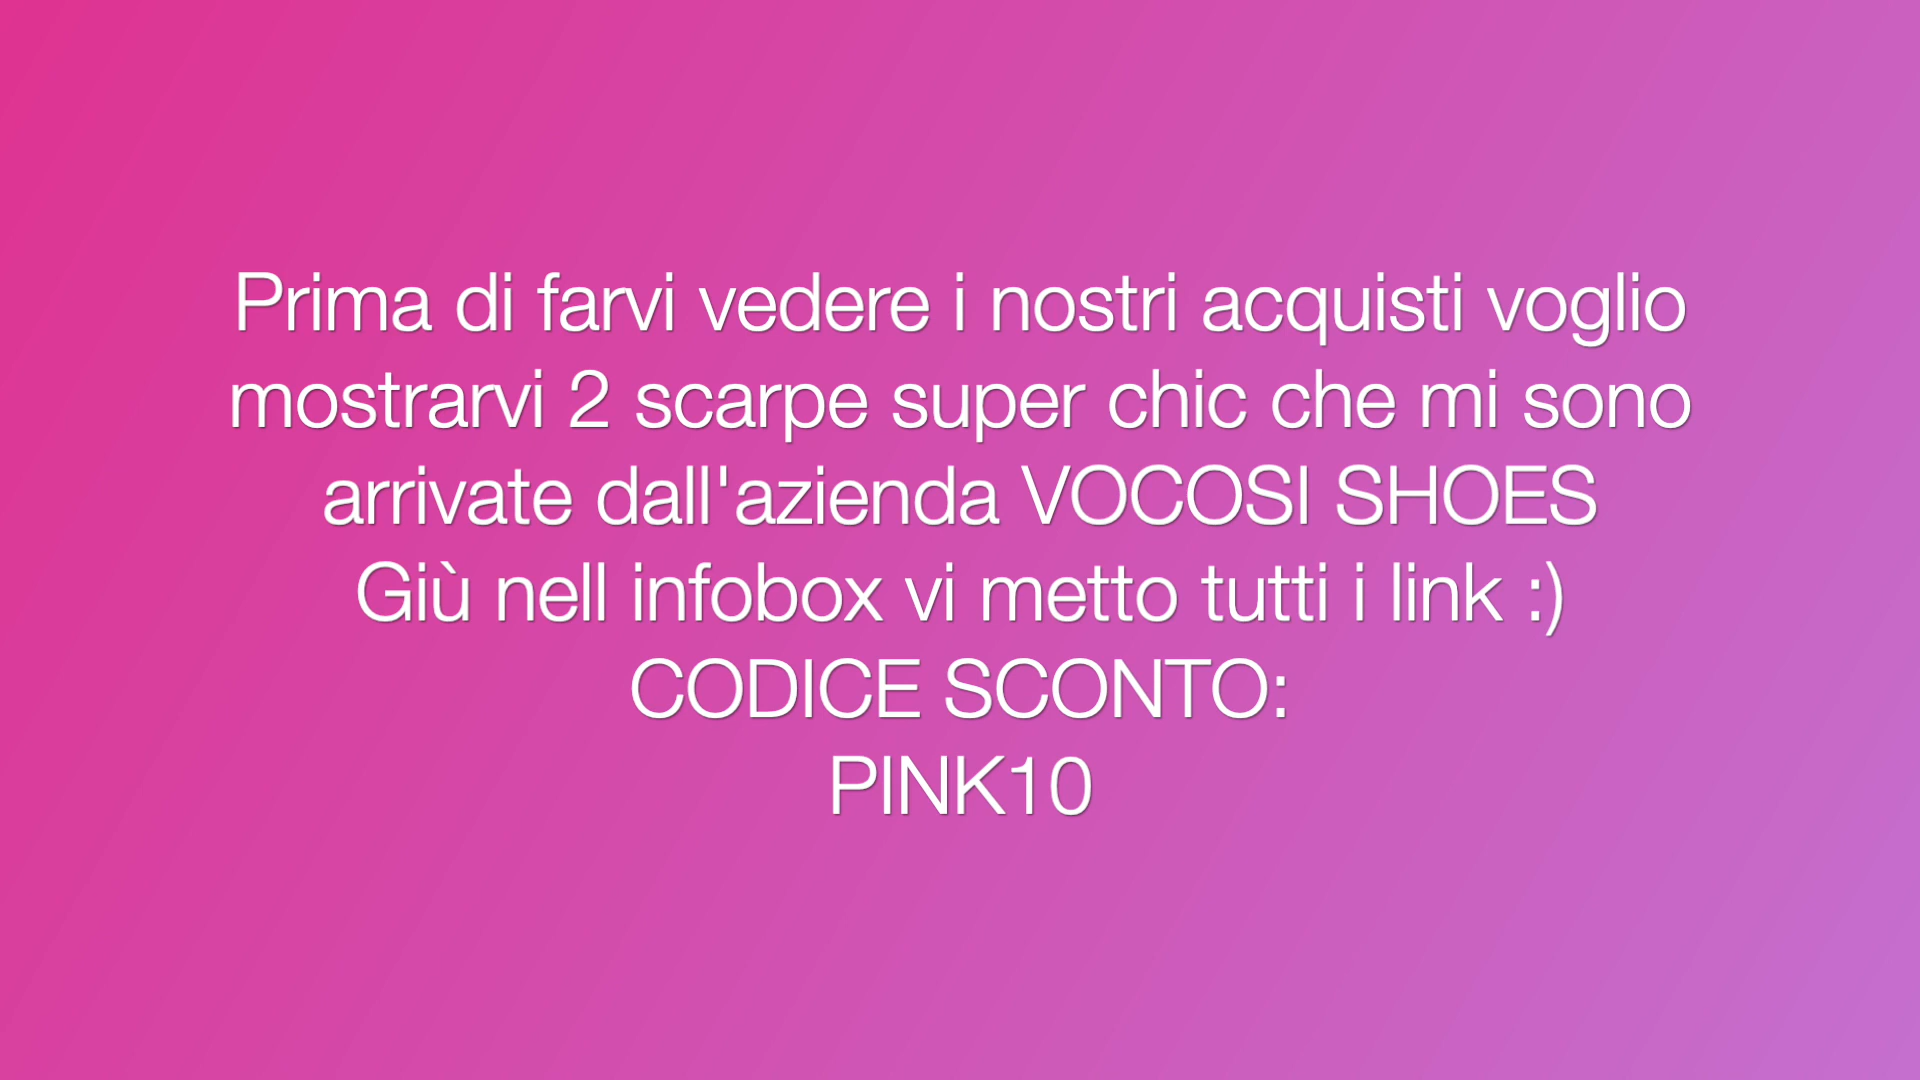 Prima di farvi vedere i nostri acquisti voglio
mostrarvi 2 scarpe super chic che mi sono
arrivate dall'azienda VOCOSI SHOES
Giù nell infobox vi metto tutti i link :)
CODICE SCONTO:
PINK10